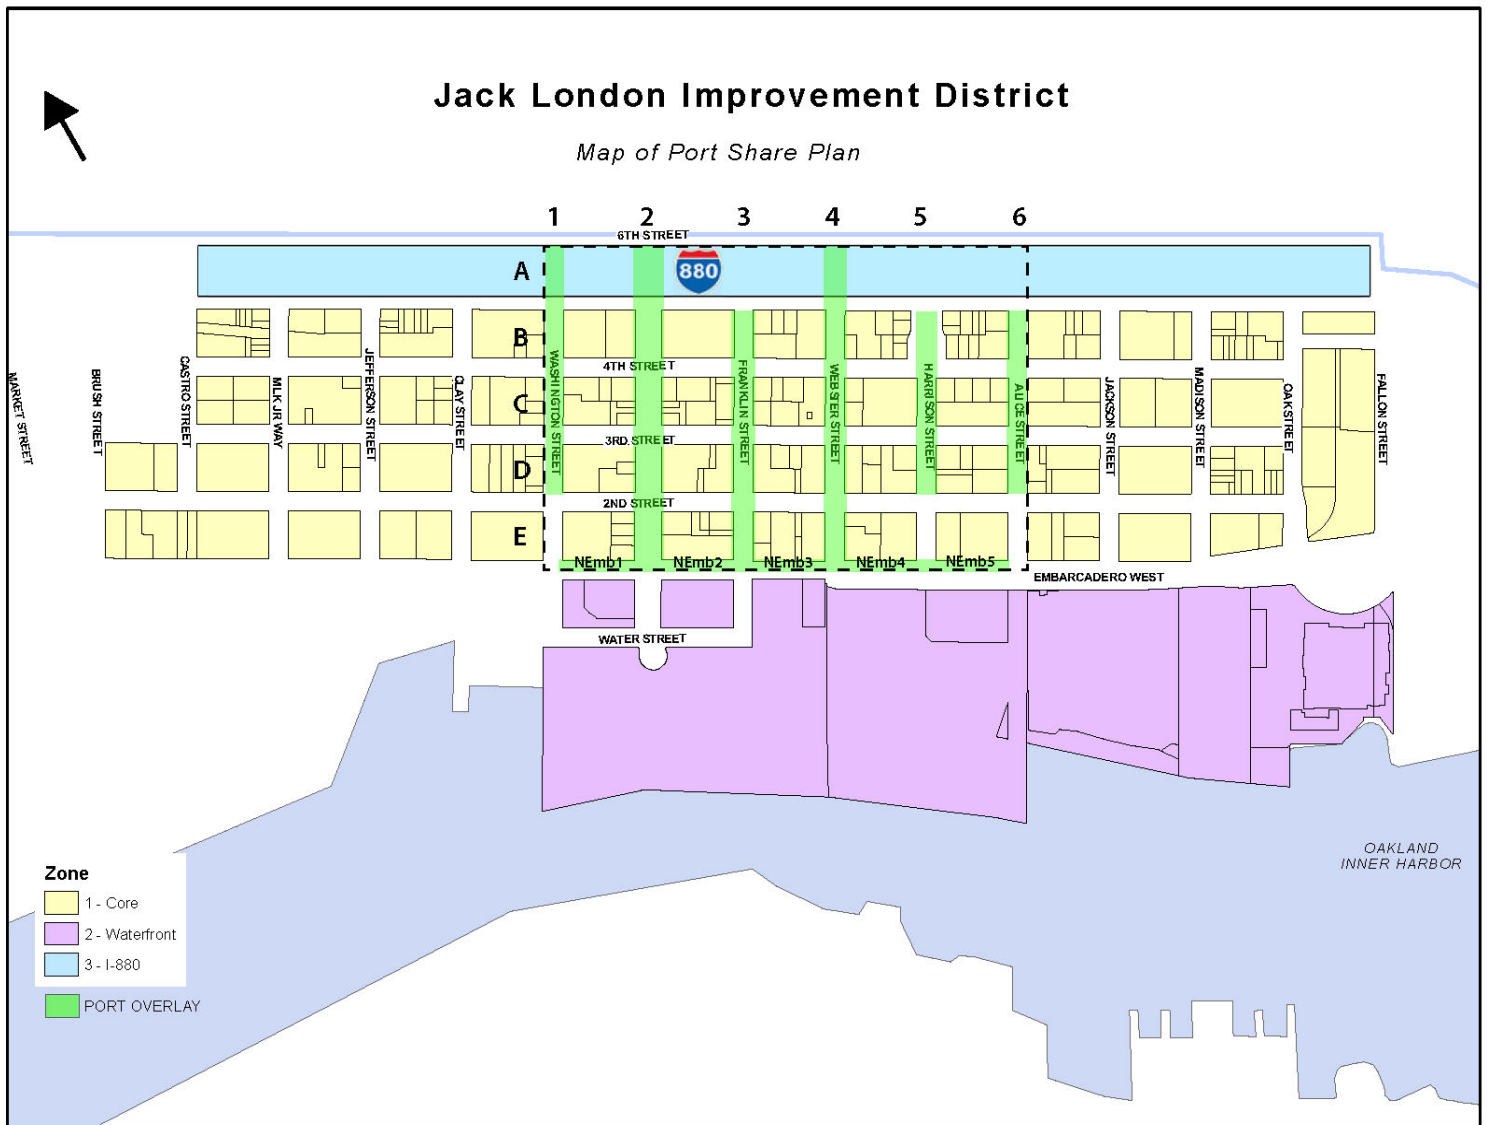 Jack London Improvement District
Map of Port Share Plan
1 2 3 4 5 6
6TH STREET
A
880
B
4TH STREET
C
3RD STREET
D
2ND STREET
E
MARKET STREET
BRUSH STREET
CASTRO STREET
MLK JR WAY
JEFFERSON STREET
CLAY STREET
WASHINGTON STREET
FRANKLIN STREET
WEBSTER STREET
HARRISON STREET
ALICE STREET
JACKSON STREET
MADISON STREET
OAK STREET
FALLON STREET
NEmb1 NEmb2 NEmb3 NEmb4 NEmb5
EMBARCADERO WEST
WATER STREET
OAKLAND
INNER HARBOR
Zone
1 - Core
2 - Waterfront
3 - I-880
PORT OVERLAY